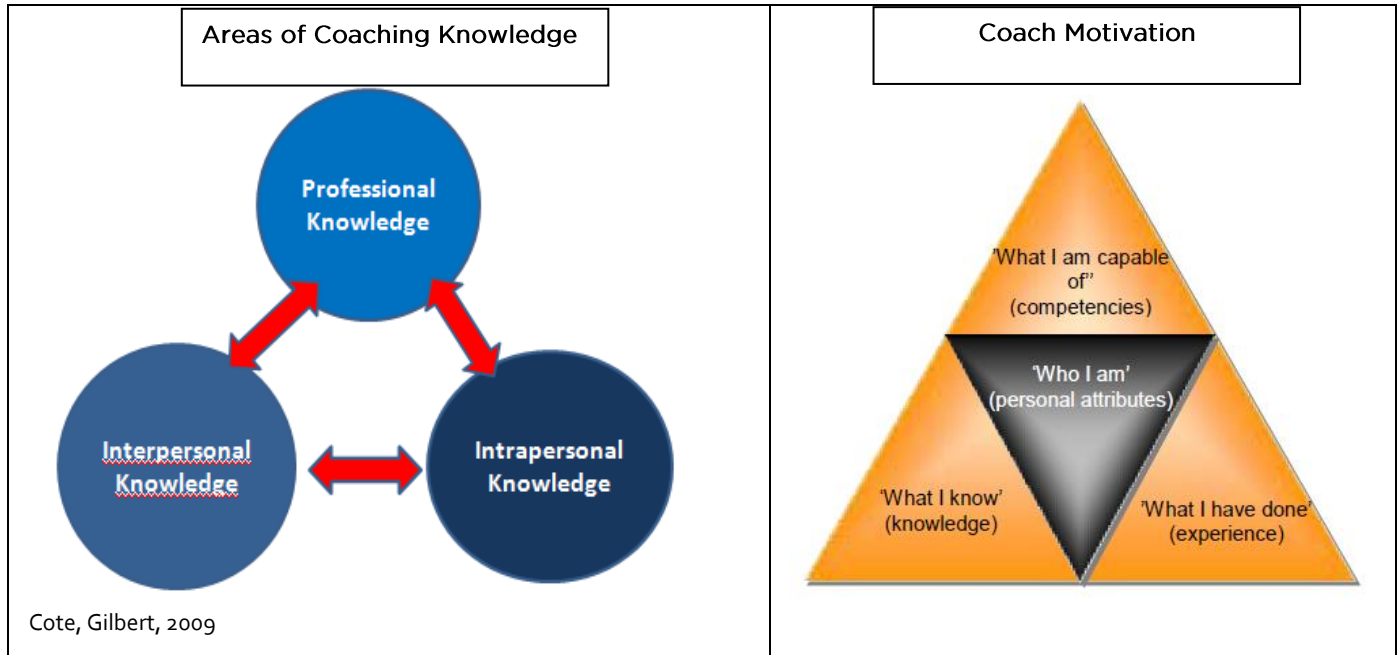 Areas of Coaching Knowledge
Professional
Knowledge
Interpersonal
Knowledge
Intrapersonal
Knowledge
Cote, Gilbert, 2009
Coach Motivation
'What I am capable
of"
(competencies)
'Who I am'
(personal attributes)
'What I know'
(knowledge)
'What I have done'
(experience)